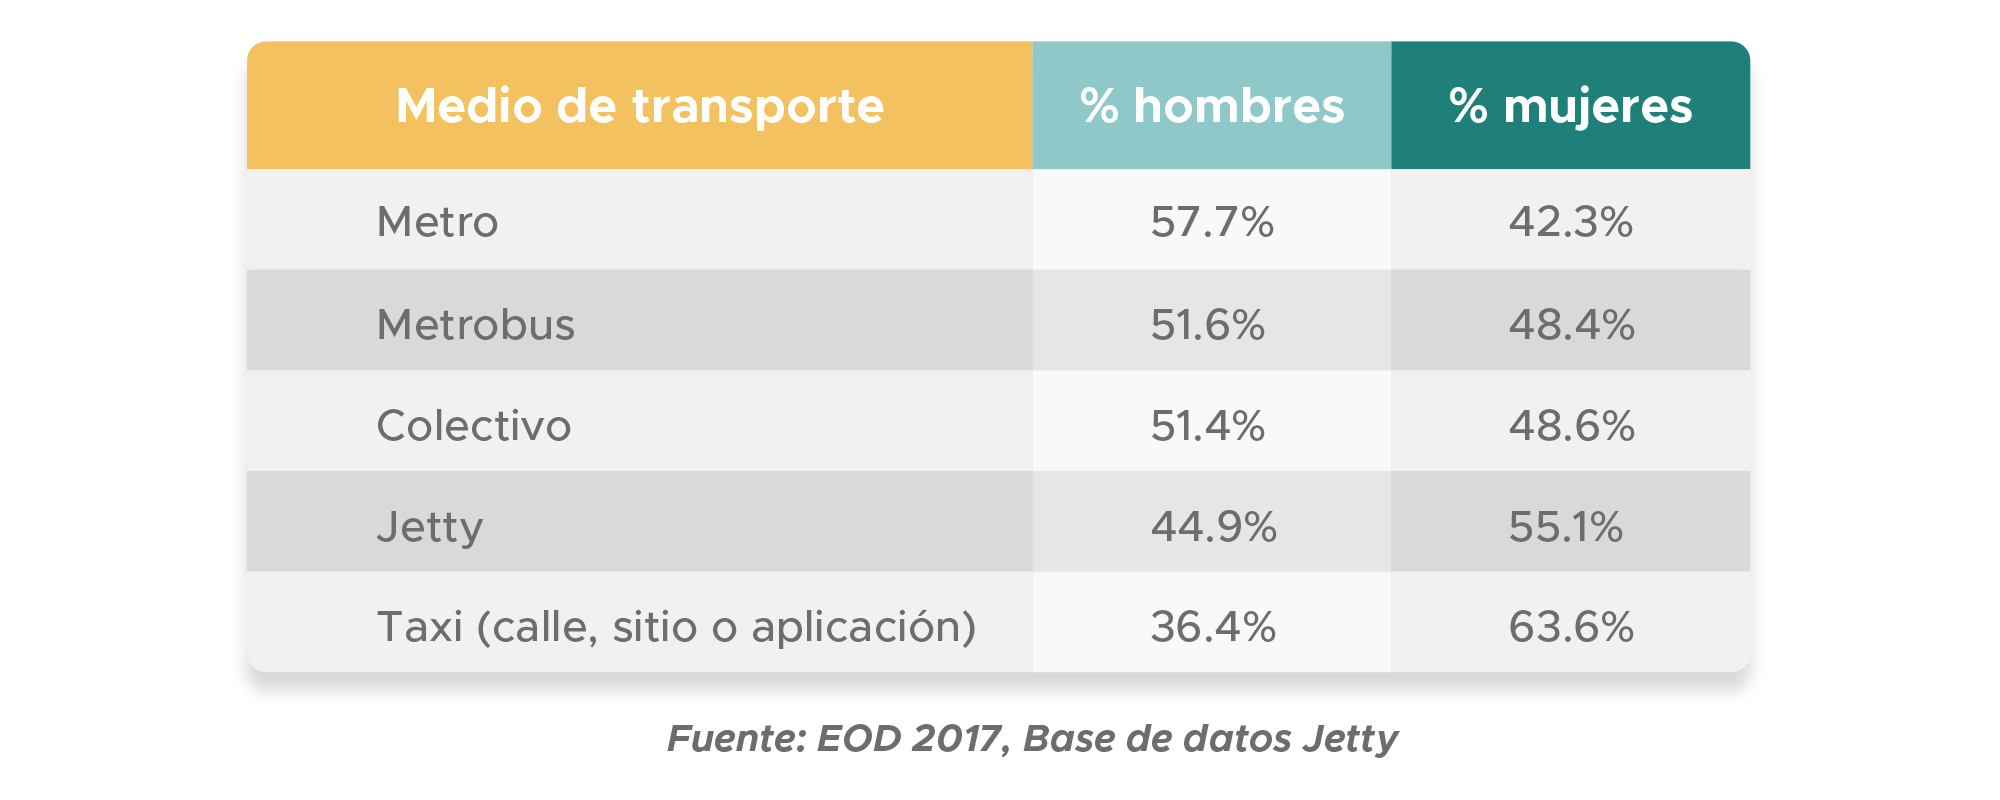 Medio de transporte % hombres % mujeres
Metro 57.7% 42.3%
Metrobus 51.6% 48.4%
Colectivo 51.4% 48.6%
Jetty 44.9% 55.1%
Taxi (calle, sitio o aplicación) 36.4% 63.6%
Fuente: EOD 2017, Base de datos Jetty